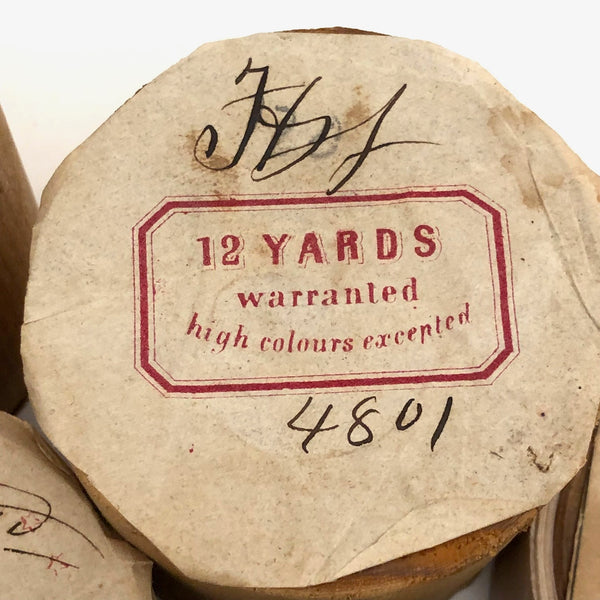 12 YARDS
warranted
high colours excepted
4801